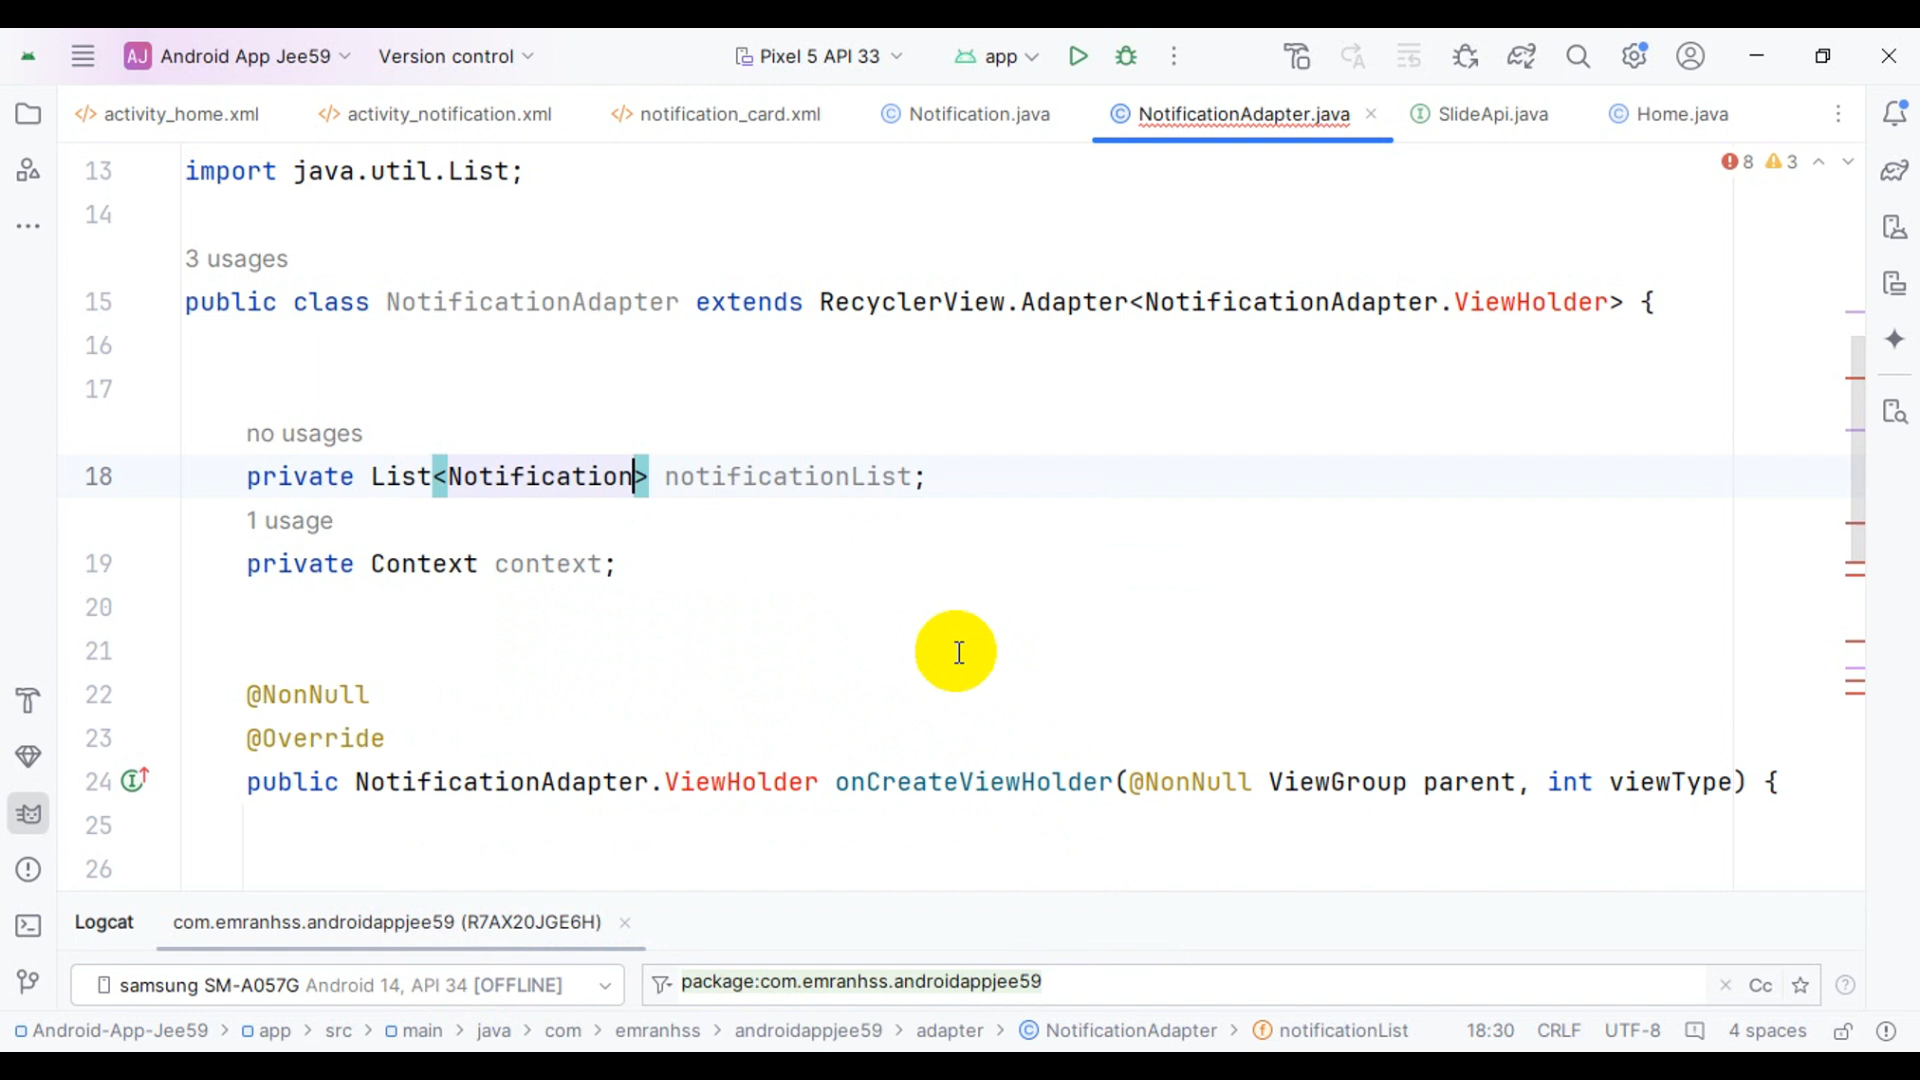 AJ Android App Jee59 Version control Pixel 5 API 33 app
activity_home.xml activity_notification.xml notification_card.xml Notification.java NotificationAdapter.java SlideApi.java Home.java
13 import java.util.List; 8 3
14
3 usages
15 public class NotificationAdapter extends RecyclerView.Adapter<NotificationAdapter.ViewHolder> {
16
17
no usages
18 private List<Notification> notificationList;
1 usage
19 private Context context;
20
21
22 @NonNull
23 @Override
24 public NotificationAdapter.ViewHolder onCreateViewHolder(@NonNull ViewGroup parent, int viewType) {
25
26
Logcat com.emranhss.androidappjee59 (R7AX20JGE6H)
samsung SM-A057G Android 14, API 34 [OFFLINE] package:com.emranhss.androidappjee59 Cc
Android-App-Jee59 > app > src > main > java > com > emranhss > androidappjee59 > adapter > NotificationAdapter > notificationList 18:30 CRLF UTF-8 4 spaces